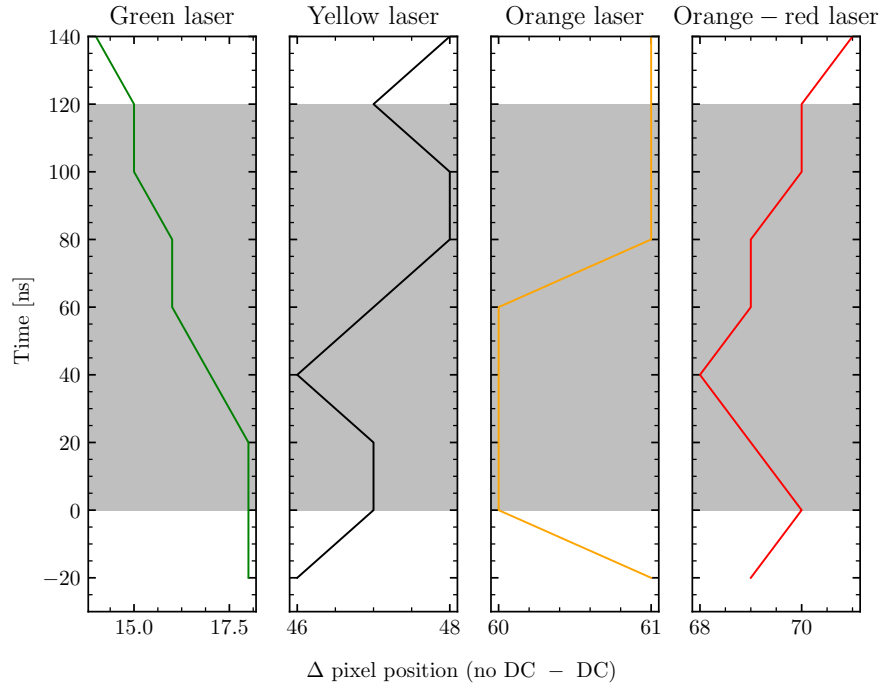 Green laser Yellow laser Orange laser Orange – red laser
140
120
100
80
60
40
20
0
−20
Time [ns]
15.0 17.5 46 48 60 61 68 70
Δ pixel position (no DC − DC)